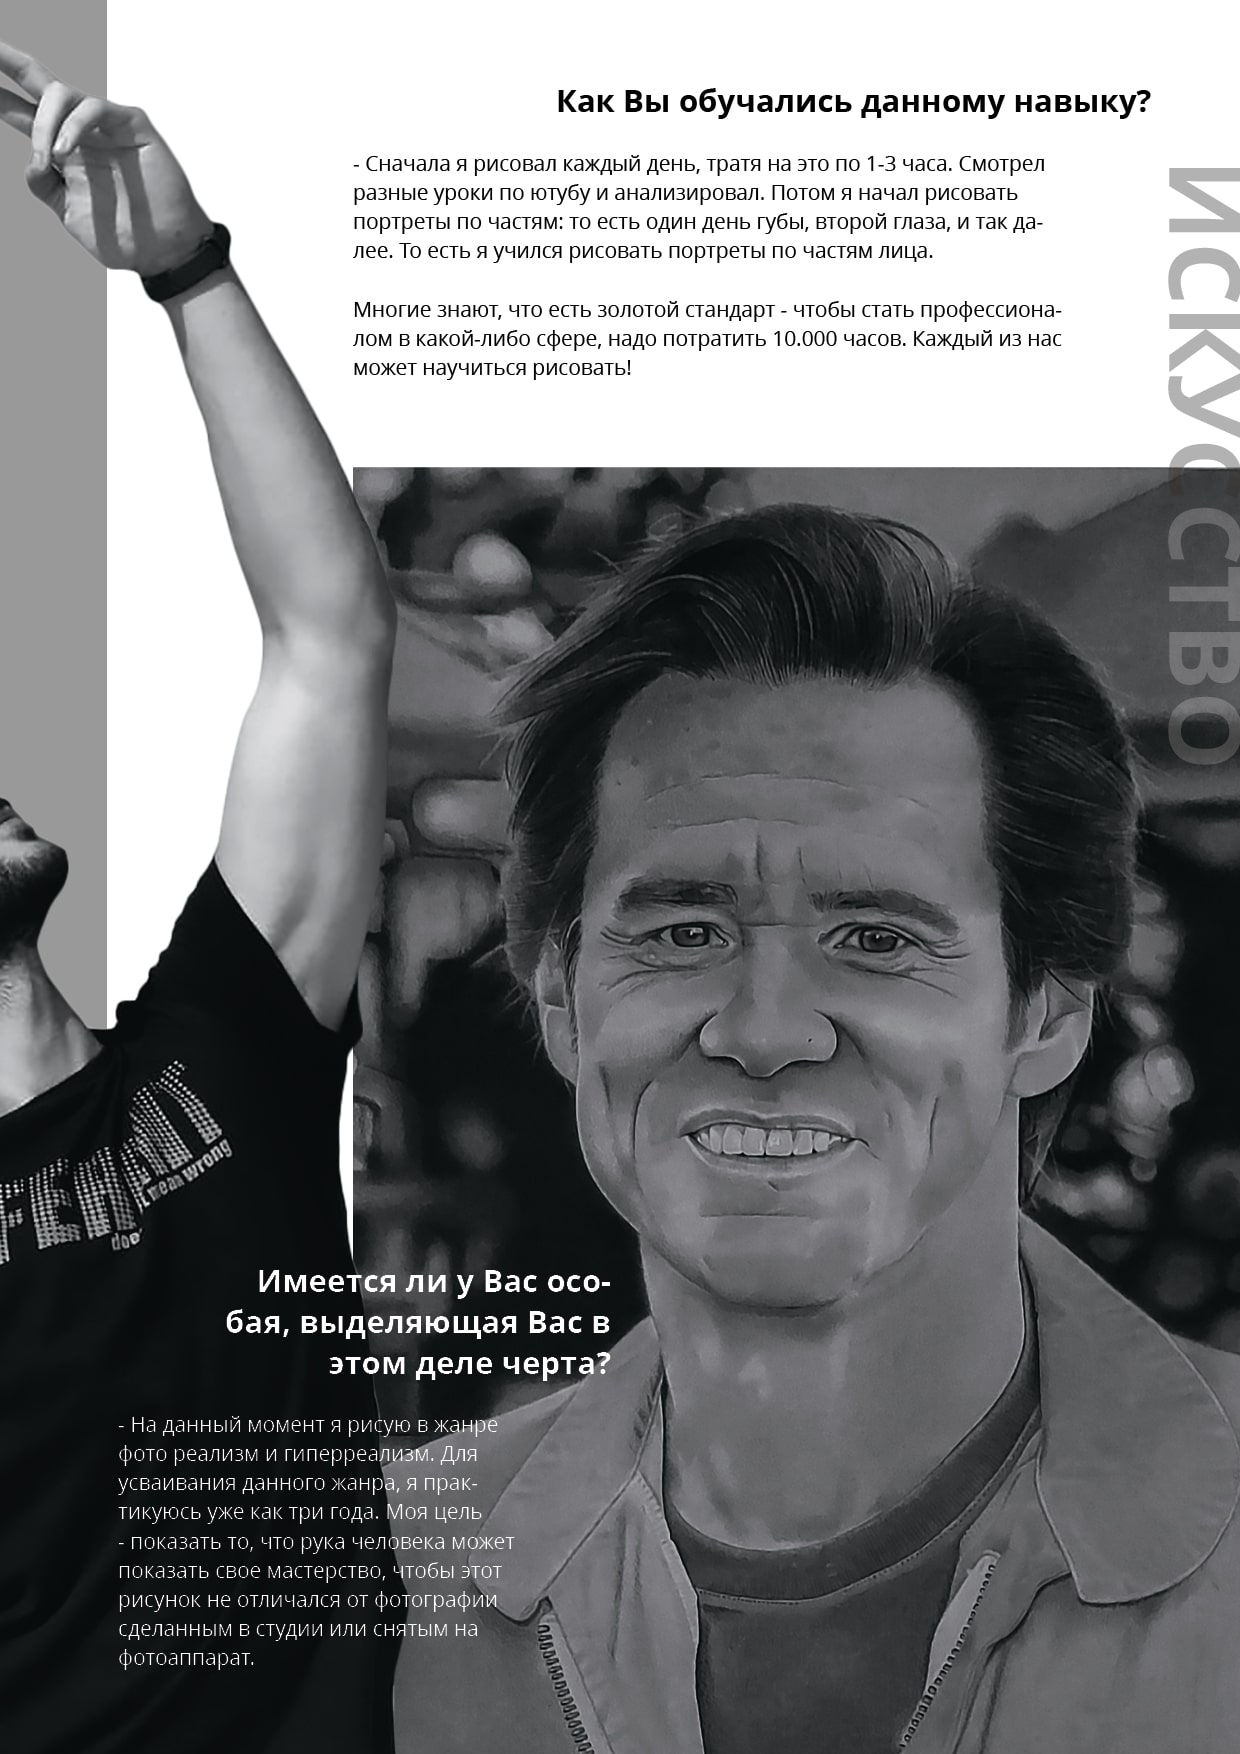 Как Вы обучались данному навыку?
- Сначала я рисовал каждый день, тратя на это по 1-3 часа. Смотрел
разные уроки по ютубу и анализировал. Потом я начал рисовать
портреты по частям: то есть один день губы, второй глаза, и так да-
лее. То есть я учился рисовать портреты по частям лица.
Многие знают, что есть золотой стандарт - чтобы стать профессиона-
лом в какой-либо сфере, надо потратить 10.000 часов. Каждый из нас
может научиться рисовать!
Искусство
Имеется ли у Вас осо-
бая, выделяющая Вас в
этом деле черта?
- На данный момент я рисую в жанре
фото реализм и гиперреализм. Для
усваивания данного жанра, я прак-
тикуюсь уже как три года. Моя цель
- показать то, что рука человека может
показать свое мастерство, чтобы этот
рисунок не отличался от фотографии
сделанным в студии или снятым на
фотоаппарат.